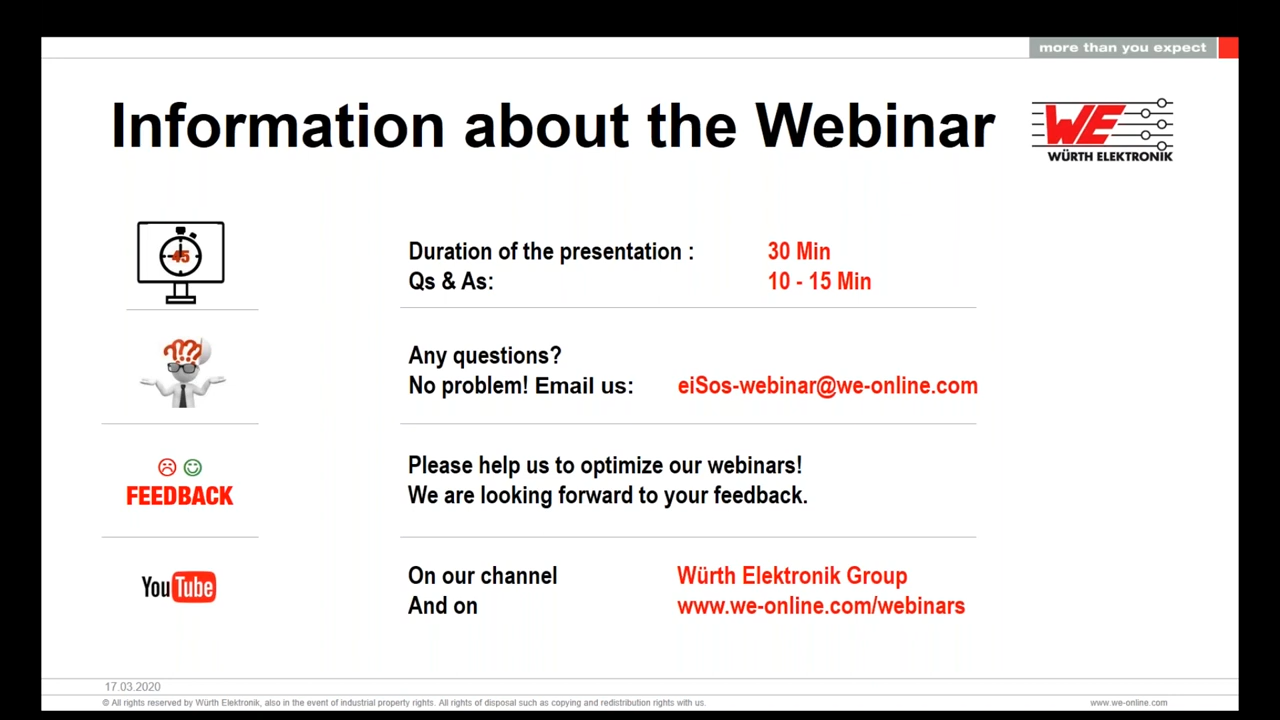 more than you expect
Information about the Webinar
WE
WÜRTH ELEKTRONIK
45
Duration of the presentation : 30 Min
Qs & As: 10 - 15 Min
???
Any questions?
No problem! Email us: eiSos-webinar@we-online.com
FEEDBACK
Please help us to optimize our webinars!
We are looking forward to your feedback.
YouTube
On our channel Würth Elektronik Group
And on www.we-online.com/webinars
17.03.2020
© All rights reserved by Würth Elektronik, also in the event of industrial property rights. All rights of disposal such as copying and redistribution rights with us. www.we-online.com